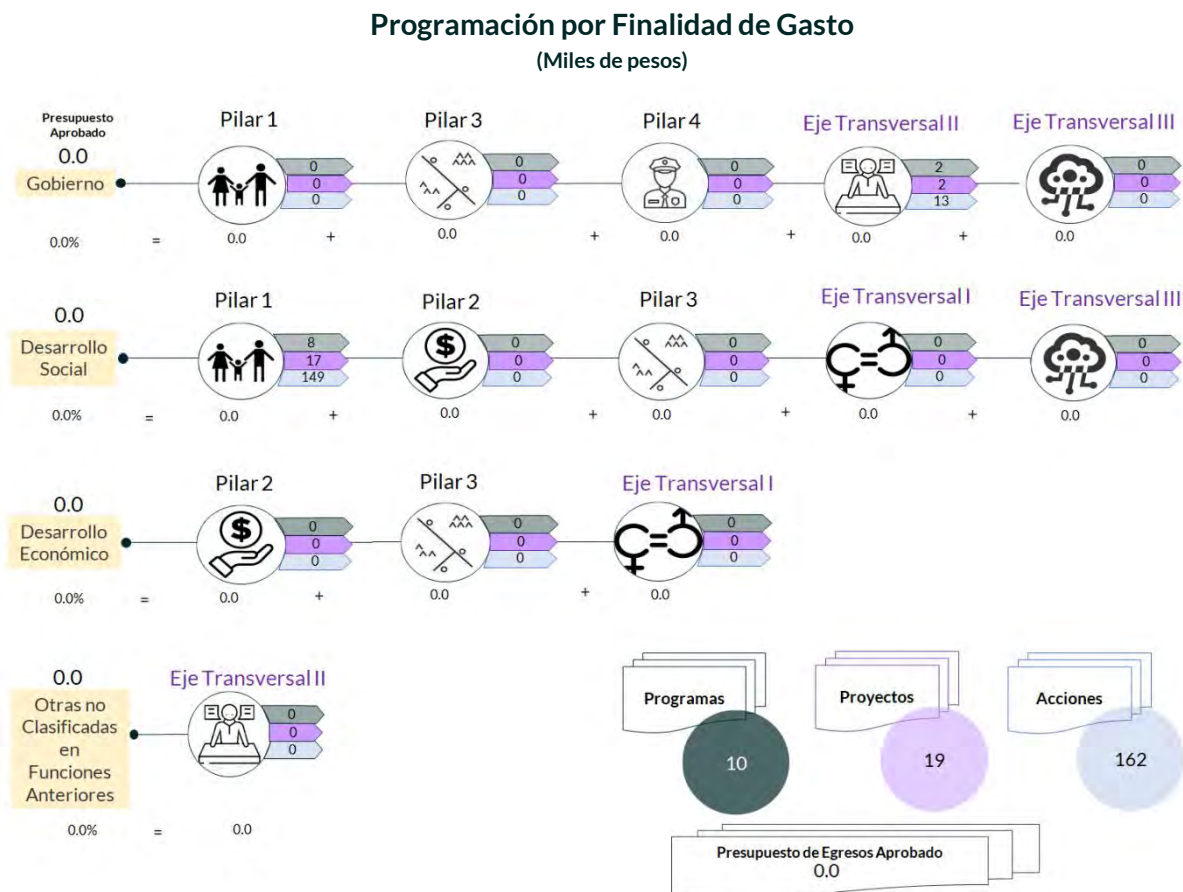 Programación por Finalidad de Gasto
(Miles de pesos)
Presupuesto
Aprobado
0.0
Gobierno
Pilar 1
0
0
0
Pilar 3
0
0
0
Pilar 4
0
0
0
Eje Transversal II
2
2
13
Eje Transversal III
0
0
0
0.0% = 0.0 + 0.0 + 0.0 + 0.0 + 0.0
0.0
Desarrollo
Social
Pilar 1
8
17
149
Pilar 2
0
0
0
Pilar 3
0
0
0
Eje Transversal I
0
0
0
Eje Transversal III
0
0
0
0.0% = 0.0 + 0.0 + 0.0 + 0.0 + 0.0
0.0
Desarrollo
Económico
Pilar 2
$
0
0
0
Pilar 3
0
0
0
Eje Transversal I
0
0
0
0.0% = 0.0 + 0.0 + 0.0
0.0
Otras no
Clasificadas
en
Funciones
Anteriores
Eje Transversal II
0
0
0
0.0% = 0.0
Programas
10
Proyectos
19
Acciones
162
Presupuesto de Egresos Aprobado
0.0